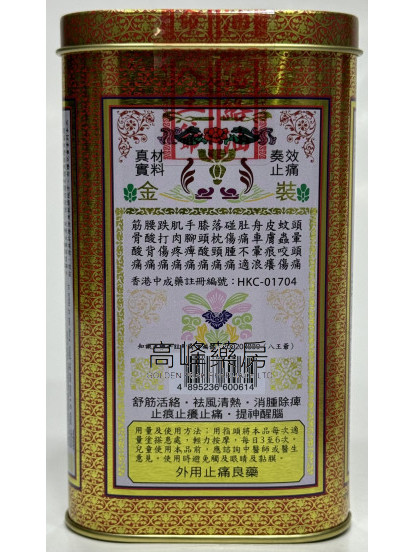 真材
實料
奏效
止痛
金裝
頭暈頭痛
蚊蟲咬傷
皮膚痕癢
舟車暈浪
肚痛不適
碰傷腫痛
落枕頸痛
膝頭酸痛
手腳痺痛
肌肉疼痛
跌打傷痛
腰酸背痛
筋骨酸痛
香港中成藥註冊編號：HKC-01704
高峰藥房
4 895236 600614
舒筋活絡・袪風清熱・消腫除痺
止痕止癢止痛・提神醒腦
用量及使用方法：用指頭將本品每次適
量塗搽患處，輕力按摩，每日3至6次。
兒童使用本品前，應諮詢中醫師或醫生
意見。使用時避免觸及眼睛及黏膜。
外用止痛良藥